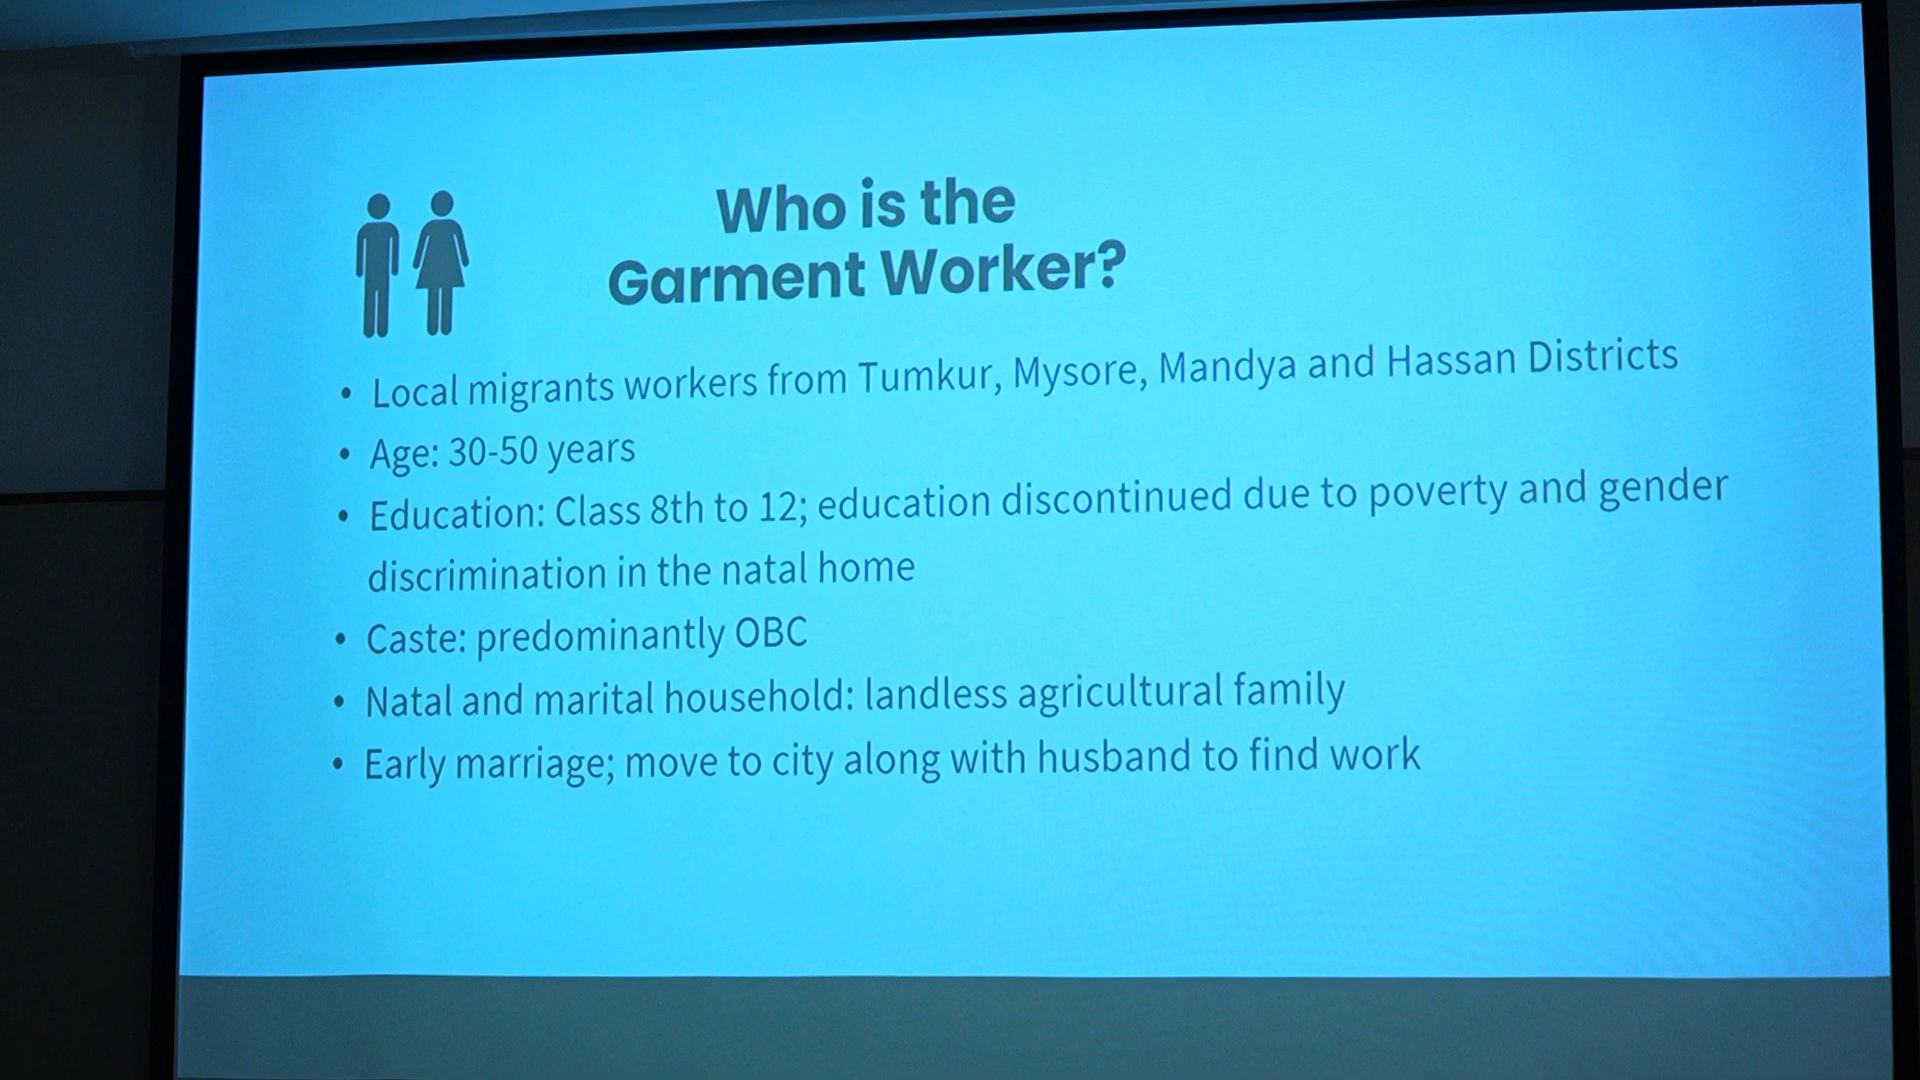 Who is the
Garment Worker?
• Local migrants workers from Tumkur, Mysore, Mandya and Hassan Districts
• Age: 30-50 years
• Education: Class 8th to 12; education discontinued due to poverty and gender
discrimination in the natal home
• Caste: predominantly OBC
• Natal and marital household: landless agricultural family
• Early marriage; move to city along with husband to find work